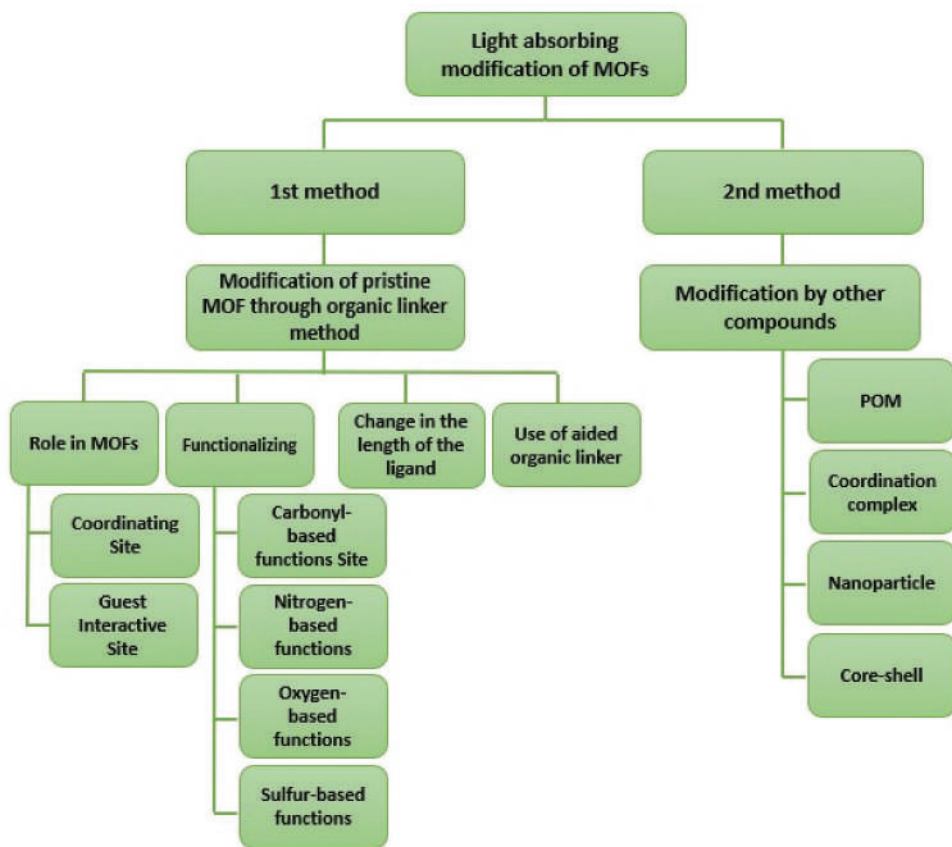 Light absorbing
modification of MOFs
1st method
2nd method
Modification of pristine
MOF through organic linker
method
Modification by other
compounds
Role in MOFs
Functionalizing
Change in the
length of the
ligand
Use of aided
organic linker
Coordinating
Site
Guest
Interactive
Site
Carbonyl-
based
functions Site
Nitrogen-
based
functions
Oxygen-
based
functions
Sulfur-based
functions
POM
Coordination
complex
Nanoparticle
Core-shell